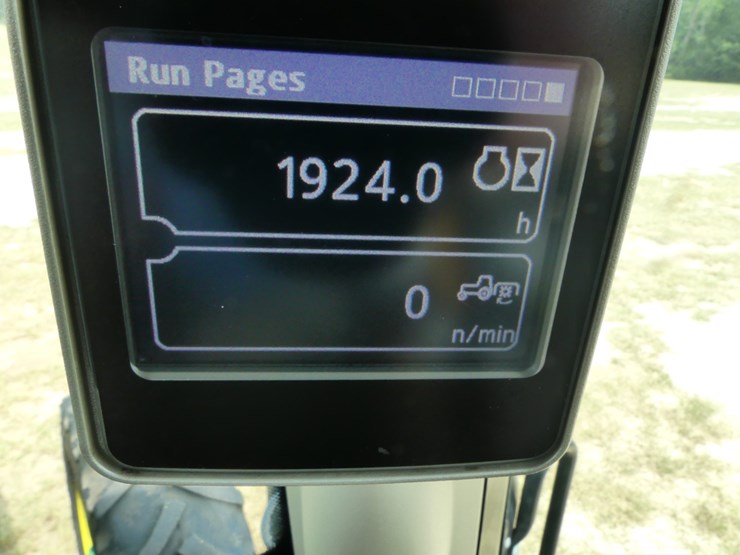 Run Pages
1924.0
h
0
n/min